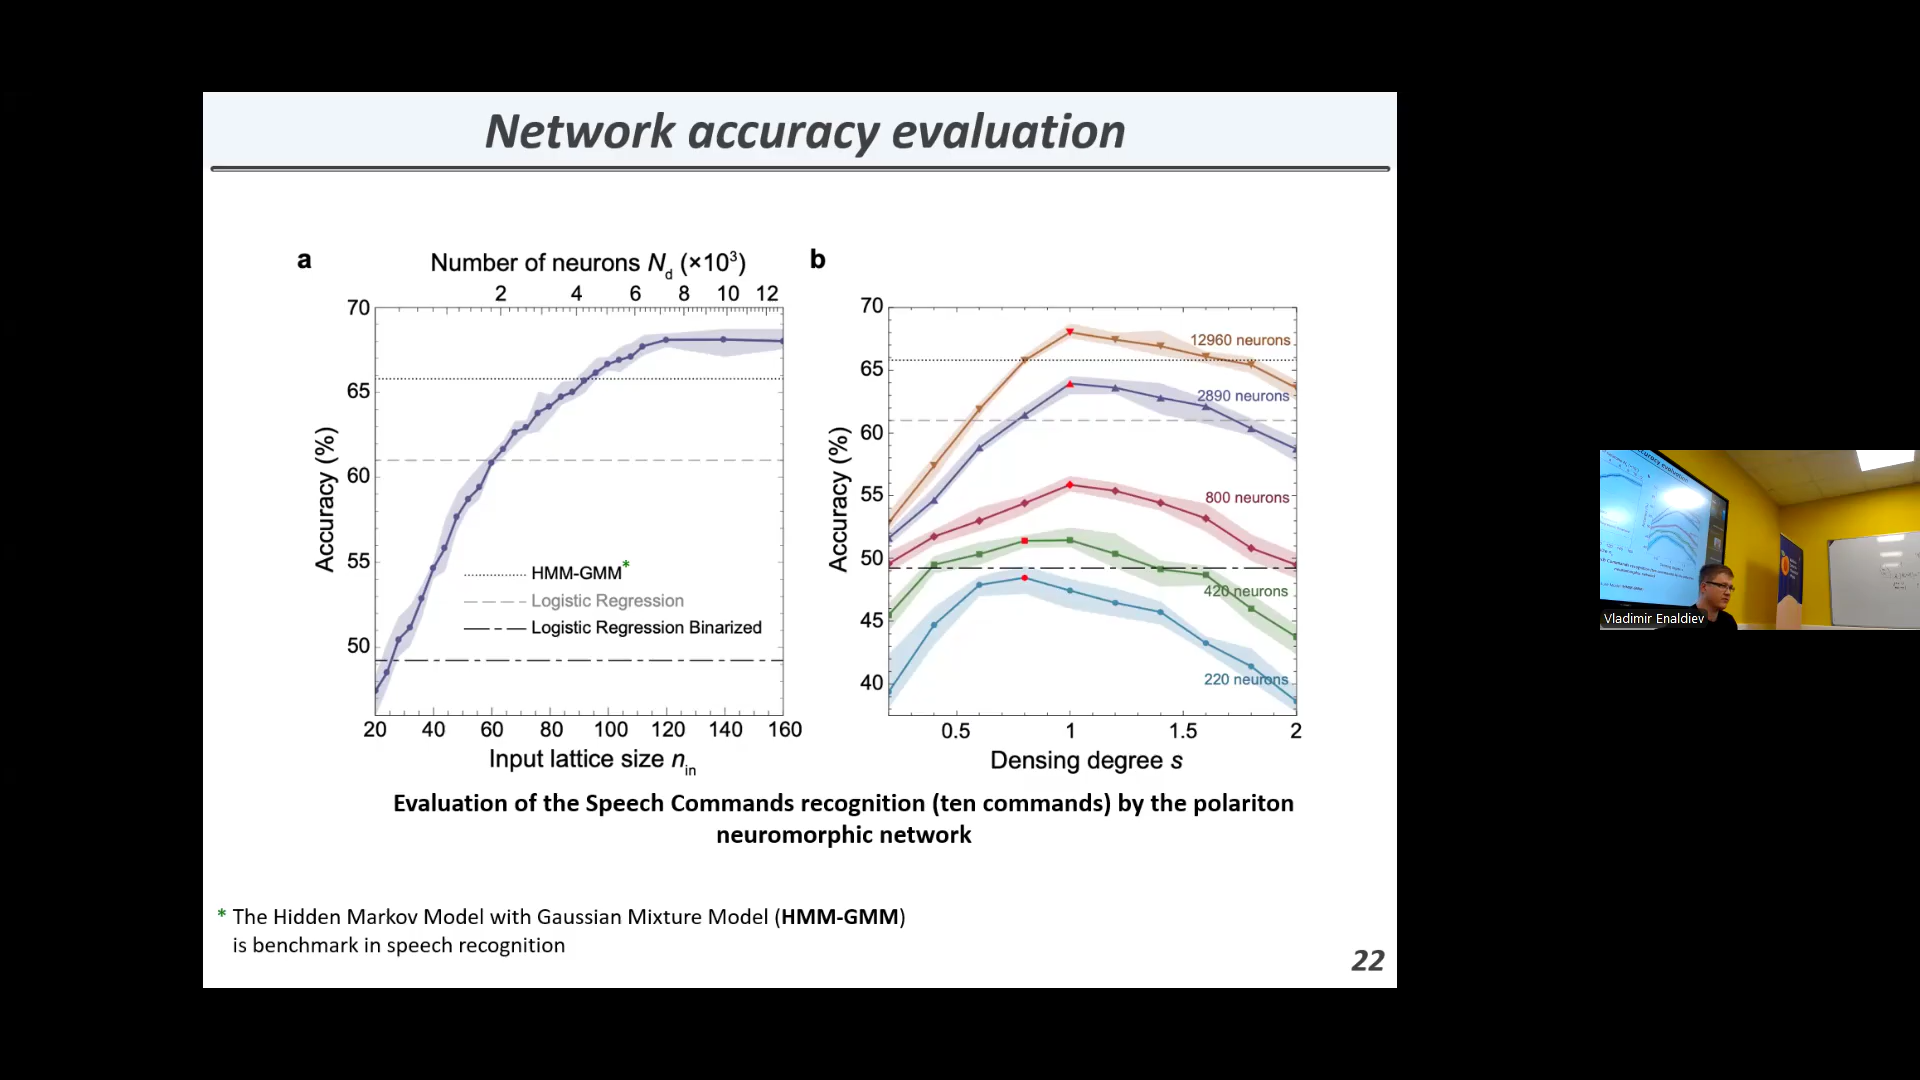 Network accuracy evaluation
a
Number of neurons Nd (×10³)
2 4 6 8 10 12
70
65
60
55
50
Accuracy (%)
HMM-GMM*
Logistic Regression
Logistic Regression Binarized
20 40 60 80 100 120 140 160
Input lattice size nin
b
70
65
60
55
50
45
40
Accuracy (%)
12960 neurons
2890 neurons
800 neurons
420 neurons
220 neurons
0.5 1 1.5 2
Densing degree s
Evaluation of the Speech Commands recognition (ten commands) by the polariton
neuromorphic network
* The Hidden Markov Model with Gaussian Mixture Model (HMM-GMM)
is benchmark in speech recognition
22
Vladimir Enaldiev